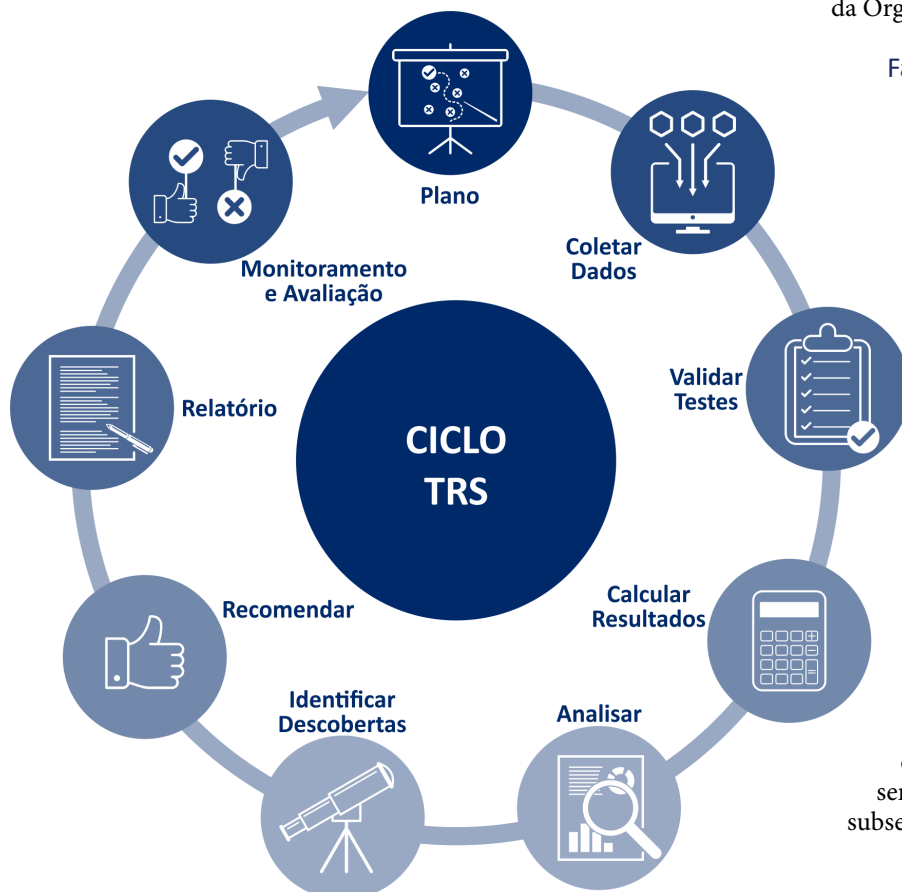 da Org
Fa
Plano
Coletar
Dados
Validar
Testes
Calcular
Resultados
Analisar
Identificar
Descobertas
Recomendar
Relatório
Monitoramento
e Avaliação
CICLO
TRS
ser
subse